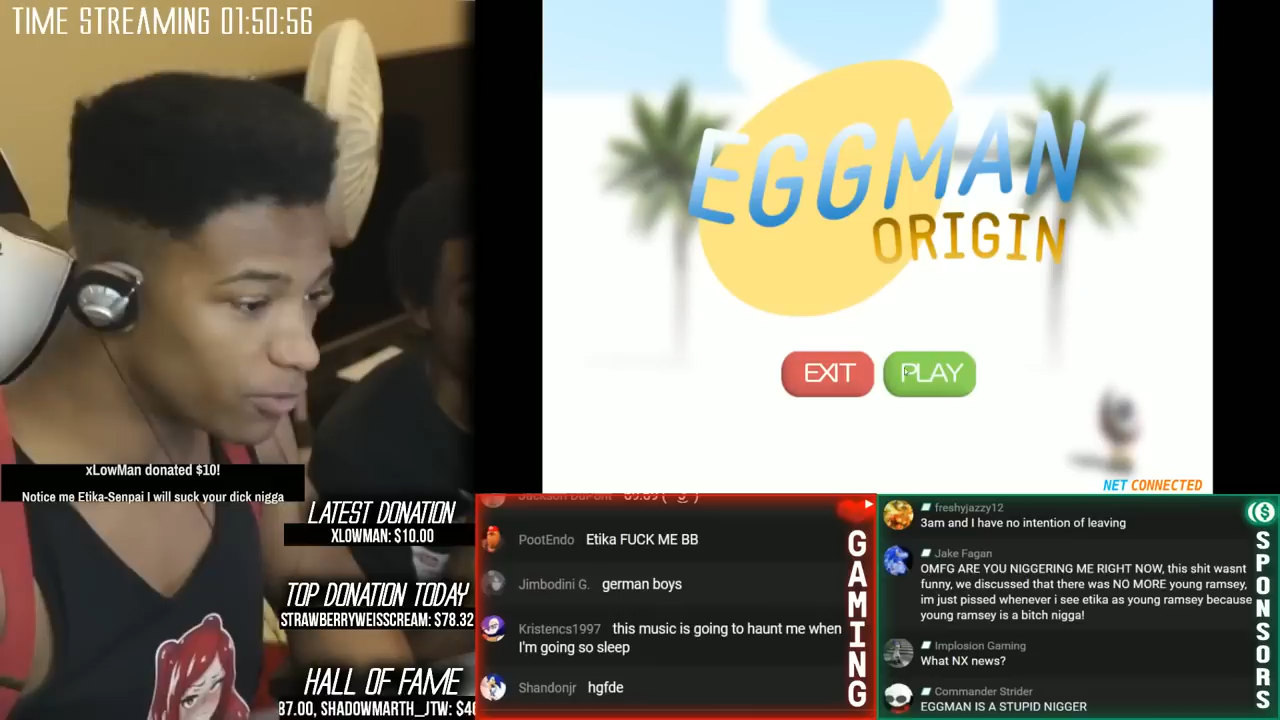 TIME STREAMING 01:50:56
EGGMAN
ORIGIN
EXIT
PLAY
NET CONNECTED
xLowMan donated $10!
Notice me Etika-Senpai I will suck your dick nigga
LATEST DONATION
XLOWMAN: $10.00
TOP DONATION TODAY
STRAWBERRYWEISSCREAM: $78.32
HALL OF FAME
87.00, SHADOWMARTH_JTW: $40
Jackson DuPont
PootEndo Etika FUCK ME BB
Jimbodini G. german boys
Kristencs1997 this music is going to haunt me when
I'm going so sleep
Shandonjr hgfde
GAMING
freshyjazzy12
3am and I have no intention of leaving
Jake Fagan
OMFG ARE YOU NIGGERING ME RIGHT NOW, this shit wasnt
funny, we discussed that there was NO MORE young ramsey,
im just pissed whenever i see etika as young ramsey because
young ramsey is a bitch nigga!
Implosion Gaming
What NX news?
Commander Strider
EGGMAN IS A STUPID NIGGER
SPONSORS